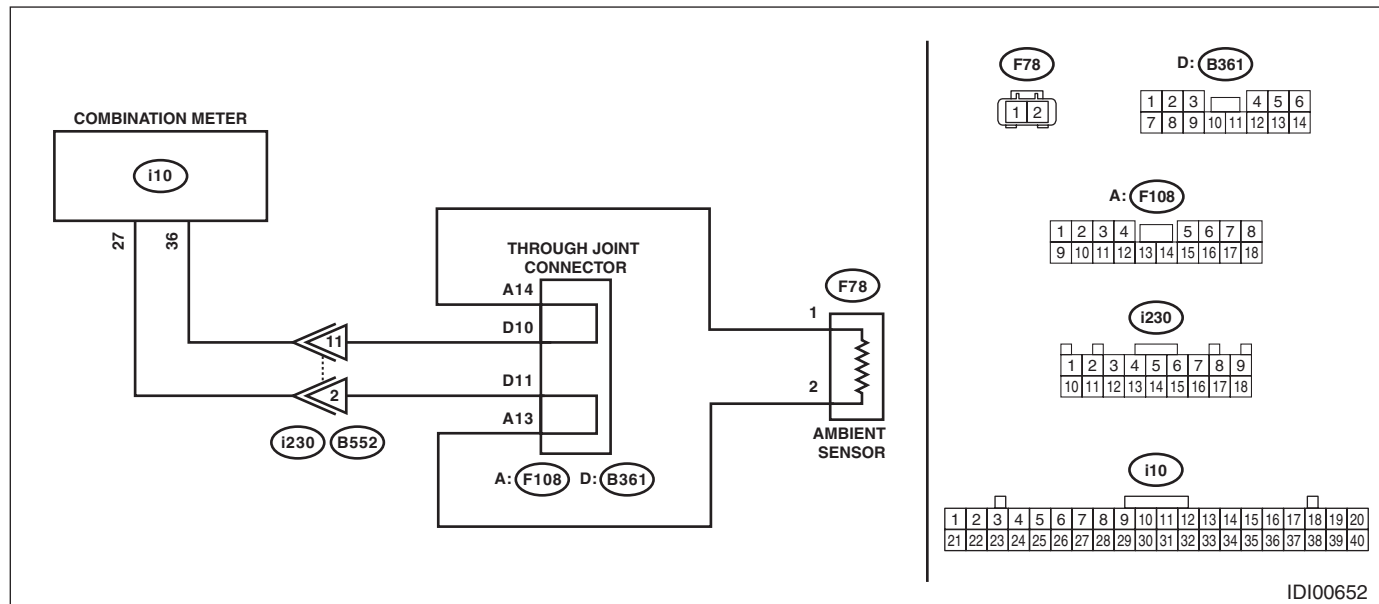 COMBINATION METER
i10
27
36
THROUGH JOINT
CONNECTOR
A14
D10
D11
A13
11
2
i230 B552
A: F108 D: B361
F78
1
2
AMBIENT
SENSOR
F78
1 2
D: B361
1 2 3 4 5 6
7 8 9 10 11 12 13 14
A: F108
1 2 3 4 5 6 7 8
9 10 11 12 13 14 15 16 17 18
i230
1 2 3 4 5 6 7 8 9
10 11 12 13 14 15 16 17 18
i10
1 2 3 4 5 6 7 8 9 10 11 12 13 14 15 16 17 18 19 20
21 22 23 24 25 26 27 28 29 30 31 32 33 34 35 36 37 38 39 40
IDI00652